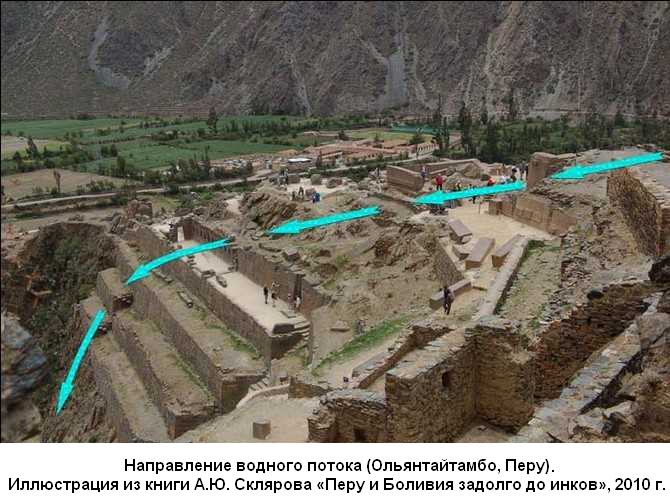 Направление водного потока (Ольянтайтамбо, Перу).
Иллюстрация из книги А.Ю. Склярова «Перу и Боливия задолго до инков», 2010 г.